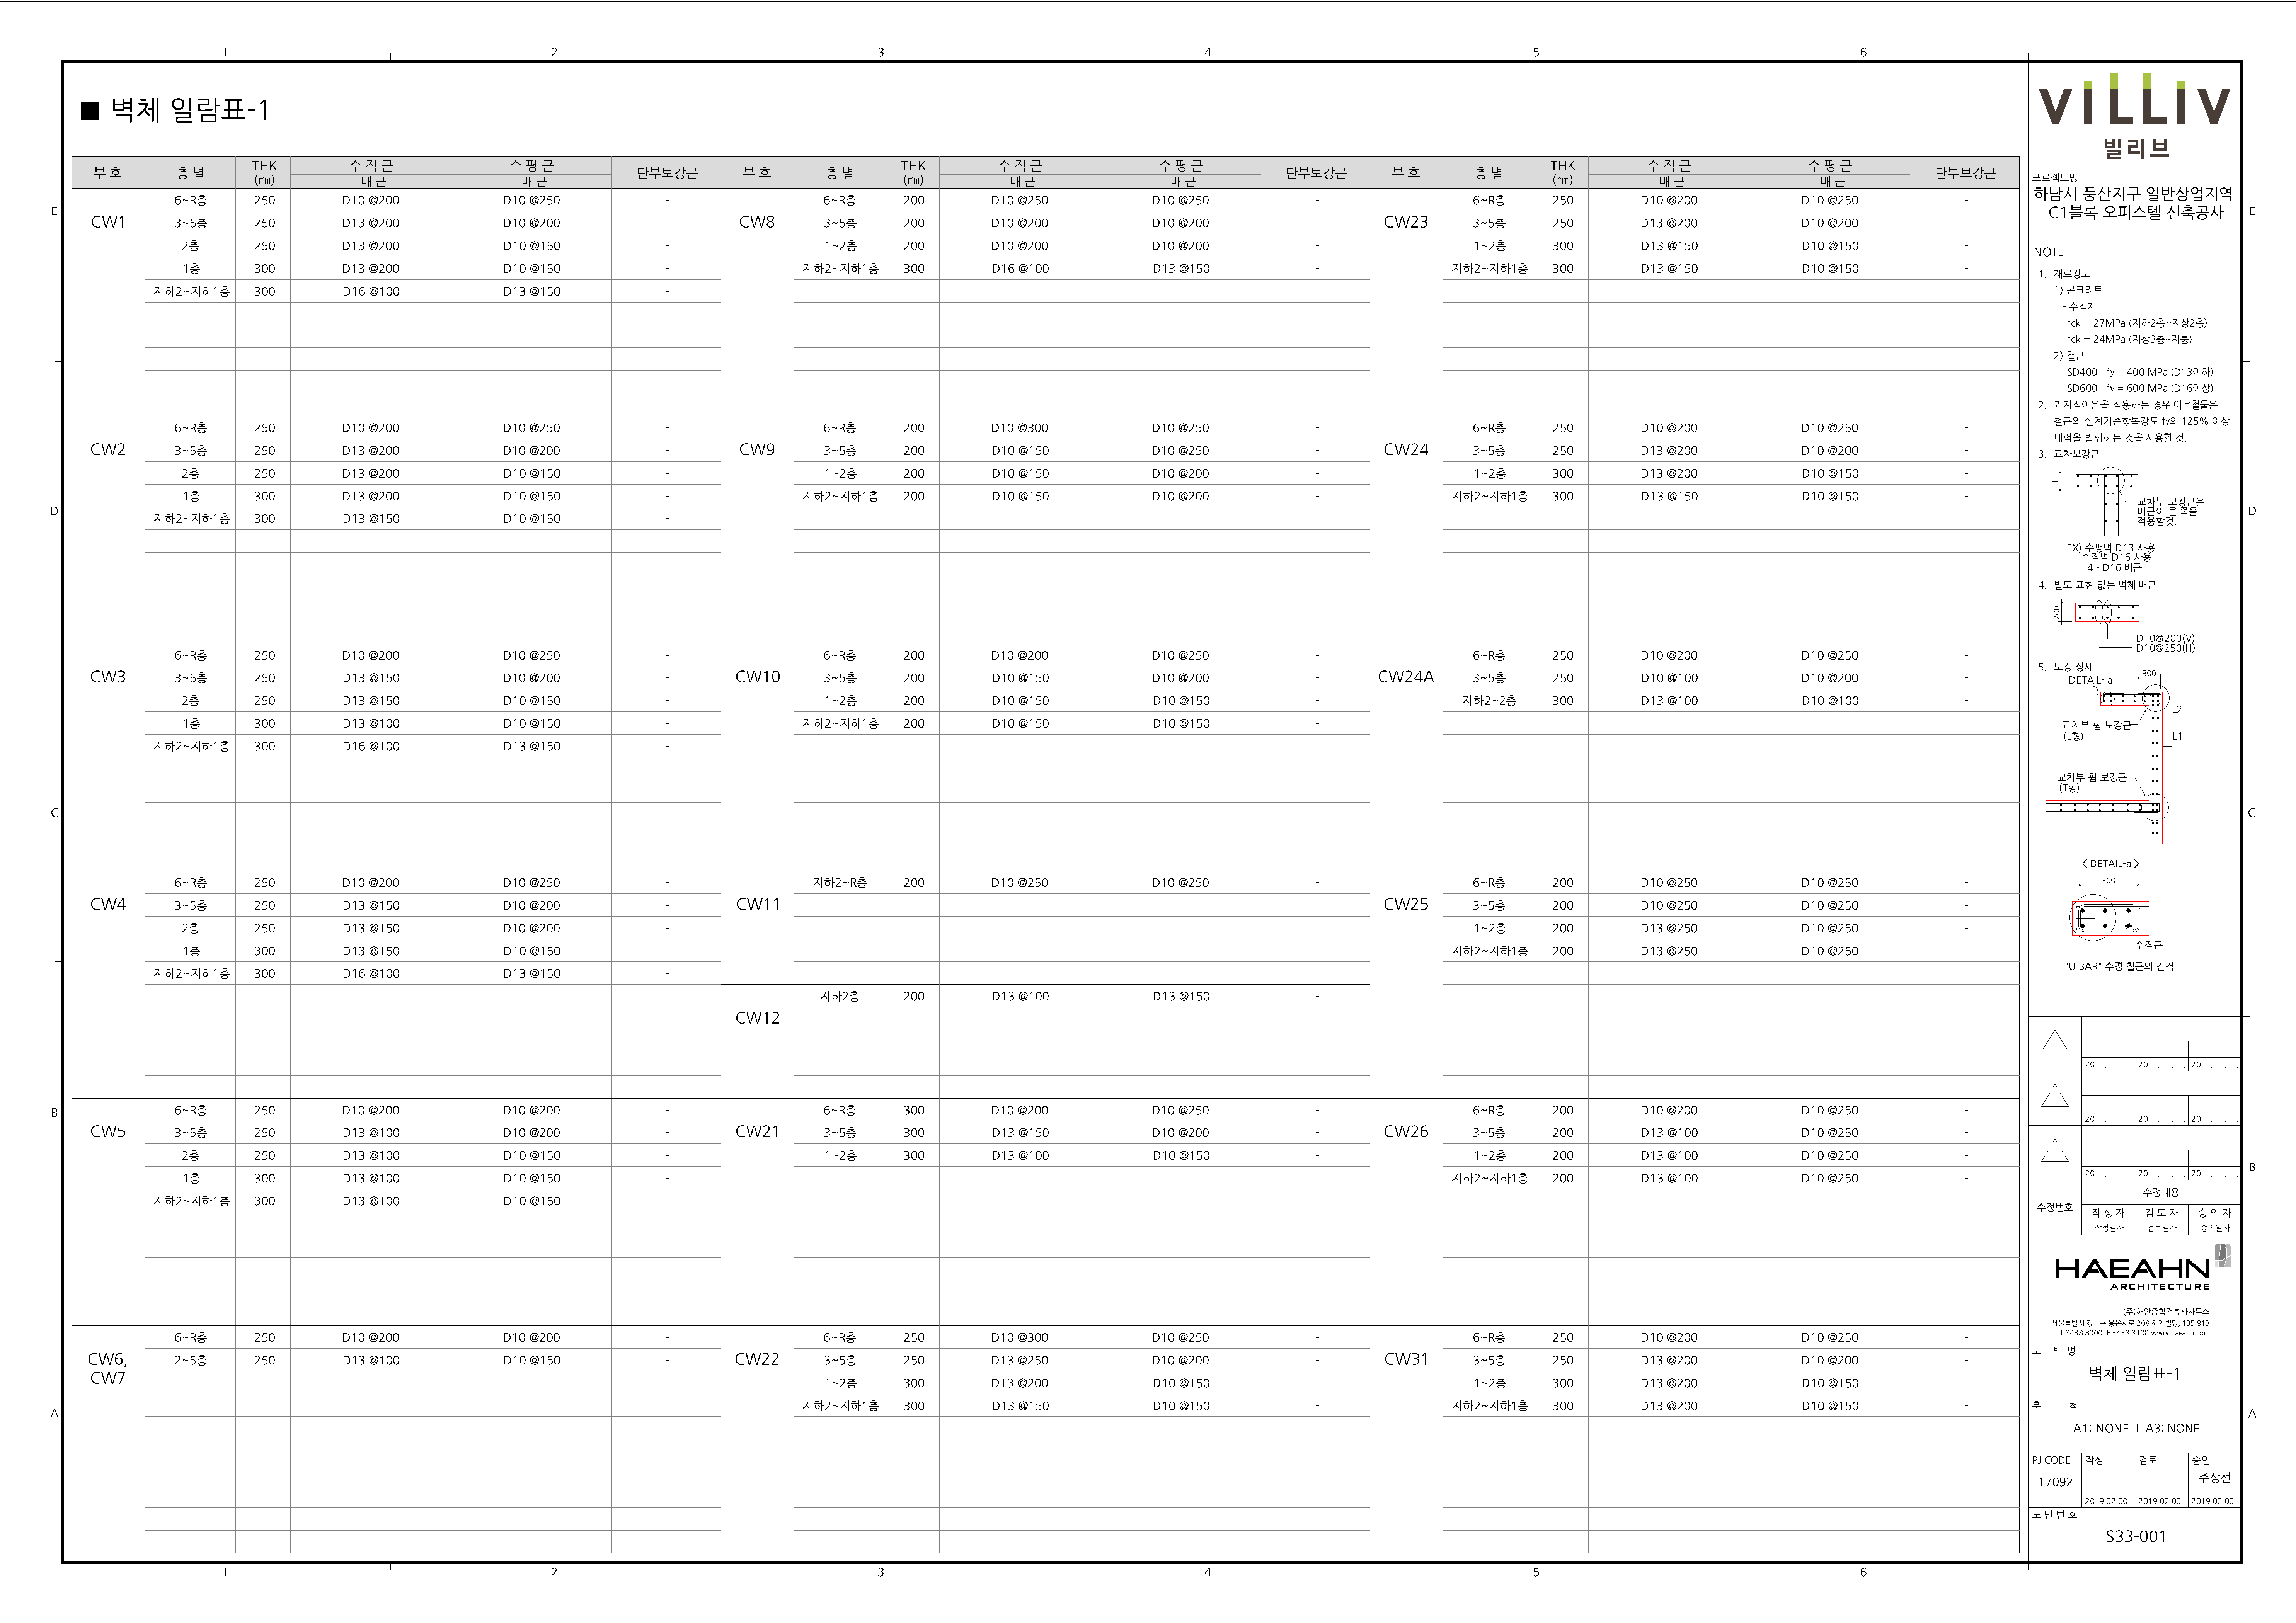 1 2 3 4 5 6
■ 벽체 일람표-1
부 호 층 별 THK (㎜) 수 직 근 배 근 수 평 근 배 근 단부보강근
CW1
6~R층 250 D10 @200 D10 @250 -
3~5층 250 D13 @200 D10 @200 -
2층 250 D13 @200 D10 @150 -
1층 300 D13 @200 D10 @150 -
지하2~지하1층 300 D16 @100 D13 @150 -
CW2
6~R층 250 D10 @200 D10 @250 -
3~5층 250 D13 @200 D10 @200 -
2층 250 D13 @200 D10 @150 -
1층 300 D13 @200 D10 @150 -
지하2~지하1층 300 D13 @150 D10 @150 -
CW3
6~R층 250 D10 @200 D10 @250 -
3~5층 250 D13 @150 D10 @200 -
2층 250 D13 @150 D10 @150 -
1층 300 D13 @100 D10 @150 -
지하2~지하1층 300 D16 @100 D13 @150 -
CW4
6~R층 250 D10 @200 D10 @250 -
3~5층 250 D13 @150 D10 @200 -
2층 250 D13 @150 D10 @200 -
1층 300 D13 @150 D10 @150 -
지하2~지하1층 300 D16 @100 D13 @150 -
CW5
6~R층 250 D10 @200 D10 @200 -
3~5층 250 D13 @100 D10 @200 -
2층 250 D13 @100 D10 @150 -
1층 300 D13 @100 D10 @150 -
지하2~지하1층 300 D13 @100 D10 @150 -
CW6,
CW7
6~R층 250 D10 @200 D10 @200 -
2~5층 250 D13 @100 D10 @150 -
부 호 층 별 THK (㎜) 수 직 근 배 근 수 평 근 배 근 단부보강근
CW8
6~R층 200 D10 @250 D10 @250 -
3~5층 200 D10 @200 D10 @200 -
1~2층 200 D10 @200 D10 @200 -
지하2~지하1층 300 D16 @100 D13 @150 -
CW9
6~R층 200 D10 @300 D10 @250 -
3~5층 200 D10 @150 D10 @250 -
1~2층 200 D10 @150 D10 @200 -
지하2~지하1층 200 D10 @150 D10 @200 -
CW10
6~R층 200 D10 @200 D10 @250 -
3~5층 200 D10 @150 D10 @200 -
1~2층 200 D10 @150 D10 @150 -
지하2~지하1층 200 D10 @150 D10 @150 -
CW11
지하2~R층 200 D10 @250 D10 @250 -
CW12
지하2층 200 D13 @100 D13 @150 -
CW21
6~R층 300 D10 @200 D10 @250 -
3~5층 300 D13 @150 D10 @200 -
1~2층 300 D13 @100 D10 @150 -
CW22
6~R층 250 D10 @300 D10 @250 -
3~5층 250 D13 @250 D10 @200 -
1~2층 300 D13 @200 D10 @150 -
지하2~지하1층 300 D13 @150 D10 @150 -
부 호 층 별 THK (㎜) 수 직 근 배 근 수 평 근 배 근 단부보강근
CW23
6~R층 250 D10 @200 D10 @250 -
3~5층 250 D13 @200 D10 @200 -
1~2층 300 D13 @150 D10 @150 -
지하2~지하1층 300 D13 @150 D10 @150 -
CW24
6~R층 250 D10 @200 D10 @250 -
3~5층 250 D13 @200 D10 @200 -
1~2층 300 D13 @200 D10 @150 -
지하2~지하1층 300 D13 @150 D10 @150 -
CW24A
6~R층 250 D10 @200 D10 @250 -
3~5층 250 D10 @100 D10 @200 -
지하2~2층 300 D13 @100 D10 @100 -
CW25
6~R층 200 D10 @250 D10 @250 -
3~5층 200 D10 @250 D10 @250 -
1~2층 200 D13 @250 D10 @250 -
지하2~지하1층 200 D13 @250 D10 @250 -
CW26
6~R층 200 D10 @200 D10 @250 -
3~5층 200 D13 @100 D10 @250 -
1~2층 200 D13 @100 D10 @250 -
지하2~지하1층 200 D13 @100 D10 @250 -
CW31
6~R층 250 D10 @200 D10 @250 -
3~5층 250 D13 @200 D10 @200 -
1~2층 300 D13 @200 D10 @150 -
지하2~지하1층 300 D13 @200 D10 @150 -
E
D
C
B
A
VILLIV
빌리브
프로젝트명
하남시 풍산지구 일반상업지역
C1블록 오피스텔 신축공사
NOTE
1. 재료강도
1) 콘크리트
- 수직재
fck = 27MPa (지하2층~지상2층)
fck = 24MPa (지상3층~지붕)
2) 철근
SD400 : fy = 400 MPa (D13이하)
SD600 : fy = 600 MPa (D16이상)
2. 기계적이음을 적용하는 경우 이음철물은
철근의 설계기준항복강도 fy의 125% 이상
내력을 발휘하는 것을 사용할 것.
3. 교차보강근
교차부 보강근은
배근이 큰 쪽을
적용할것.
EX) 수평벽 D13 사용
수직벽 D16 사용
: 4 - D16 배근
4. 별도 표현 없는 벽체 배근
200
D10@200(V)
D10@250(H)
5. 보강 상세
DETAIL- a
300
L2
교차부 휨 보강근
(L형)
L1
교차부 휨 보강근
(T형)
< DETAIL-a >
300
수직근
"U BAR" 수평 철근의 간격
20 . . . 20 . . . 20 . . .
20 . . . 20 . . . 20 . . .
20 . . . 20 . . . 20 . . .
수정번호 수정내용
작 성 자 검 토 자 승 인 자
작성일자 검토일자 승인일자
HAEAHN
ARCHITECTURE
(주)해안종합건축사사무소
서울특별시 강남구 봉은사로 208 해안빌딩, 135-913
T.3438 8000 F.3438 8100 www.haeahn.com
도 면 명
벽체 일람표-1
축 척
A1: NONE I A3: NONE
PJ CODE 작성 검토 승인
17092 주상선
2019.02.00. 2019.02.00. 2019.02.00.
도 면 번 호
S33-001
E
D
C
B
A
1 2 3 4 5 6